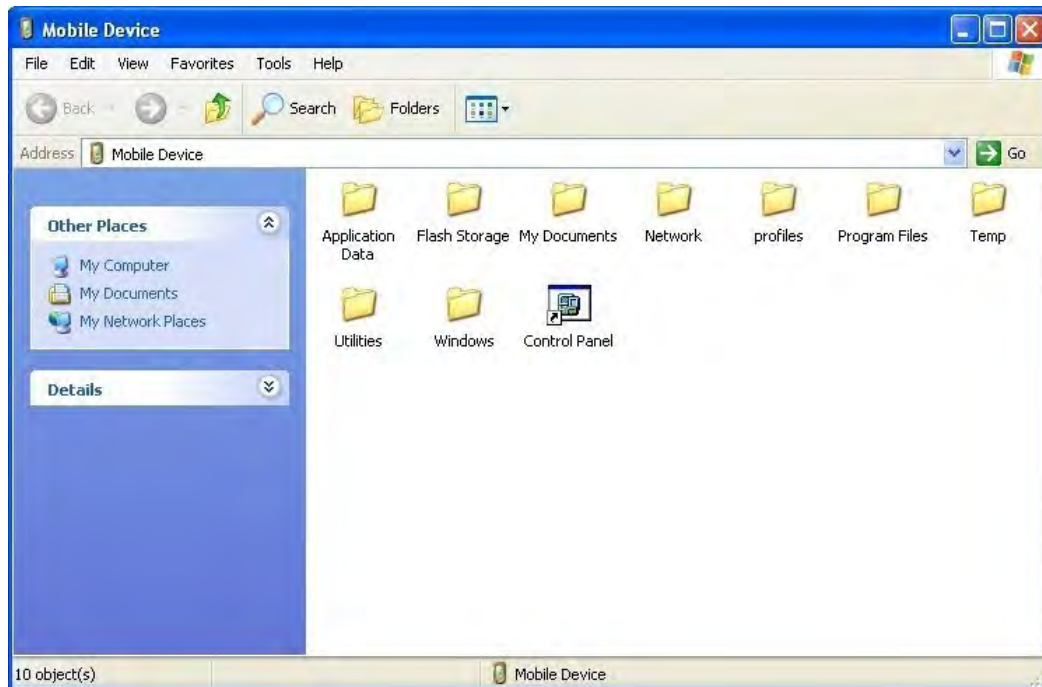 Mobile Device
File Edit View Favorites Tools Help
Back Search Folders
Address Mobile Device Go
Other Places
My Computer
My Documents
My Network Places
Details
Application Data Flash Storage My Documents Network profiles Program Files Temp
Utilities Windows Control Panel
10 object(s) Mobile Device